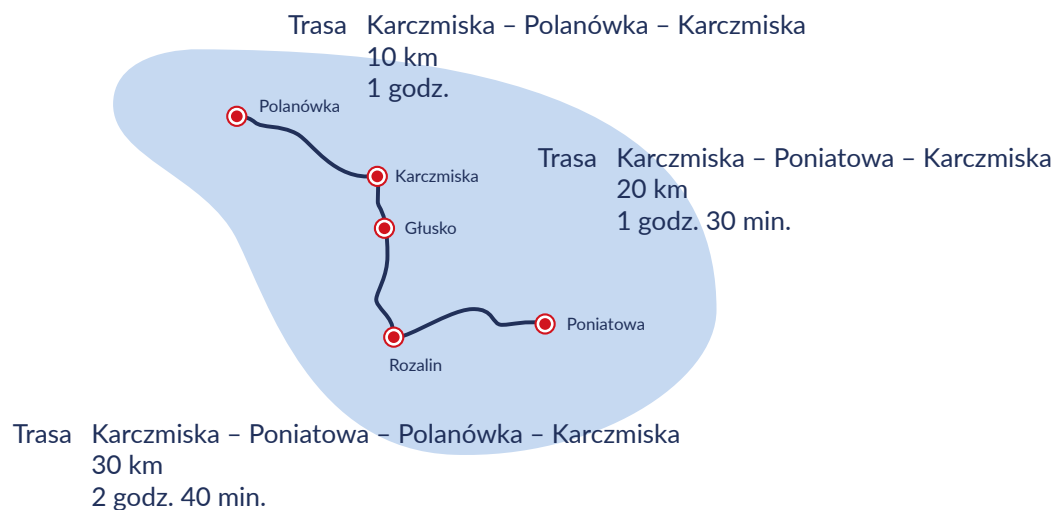 Trasa Karczmiska – Polanówka – Karczmiska
10 km
1 godz.
Polanówka
Trasa Karczmiska – Poniatowa – Karczmiska
20 km
1 godz. 30 min.
Karczmiska
Głusko
Poniatowa
Rozalin
Trasa Karczmiska – Poniatowa – Polanówka – Karczmiska
30 km
2 godz. 40 min.